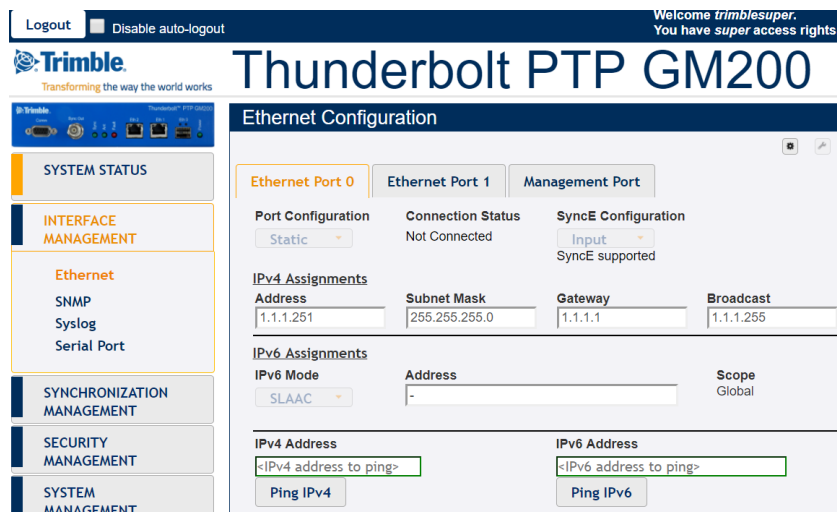 Logout Disable auto-logout
Welcome trimblesuper.
You have super access rights
Trimble.
Transforming the way the world works
Thunderbolt PTP GM200
Trimble.
Thunderbolt™ PTP GM200
Ethernet Configuration
SYSTEM STATUS
INTERFACE
MANAGEMENT
Ethernet
SNMP
Syslog
Serial Port
SYNCHRONIZATION
MANAGEMENT
SECURITY
MANAGEMENT
SYSTEM
MANAGEMENT
Ethernet Port 0 Ethernet Port 1 Management Port
Port Configuration Connection Status SyncE Configuration
Static Not Connected Input
SyncE supported
IPv4 Assignments
Address Subnet Mask Gateway Broadcast
1.1.1.251 255.255.255.0 1.1.1.1 1.1.1.255
IPv6 Assignments
IPv6 Mode Address Scope
SLAAC - Global
IPv4 Address IPv6 Address
<IPv4 address to ping> <IPv6 address to ping>
Ping IPv4 Ping IPv6